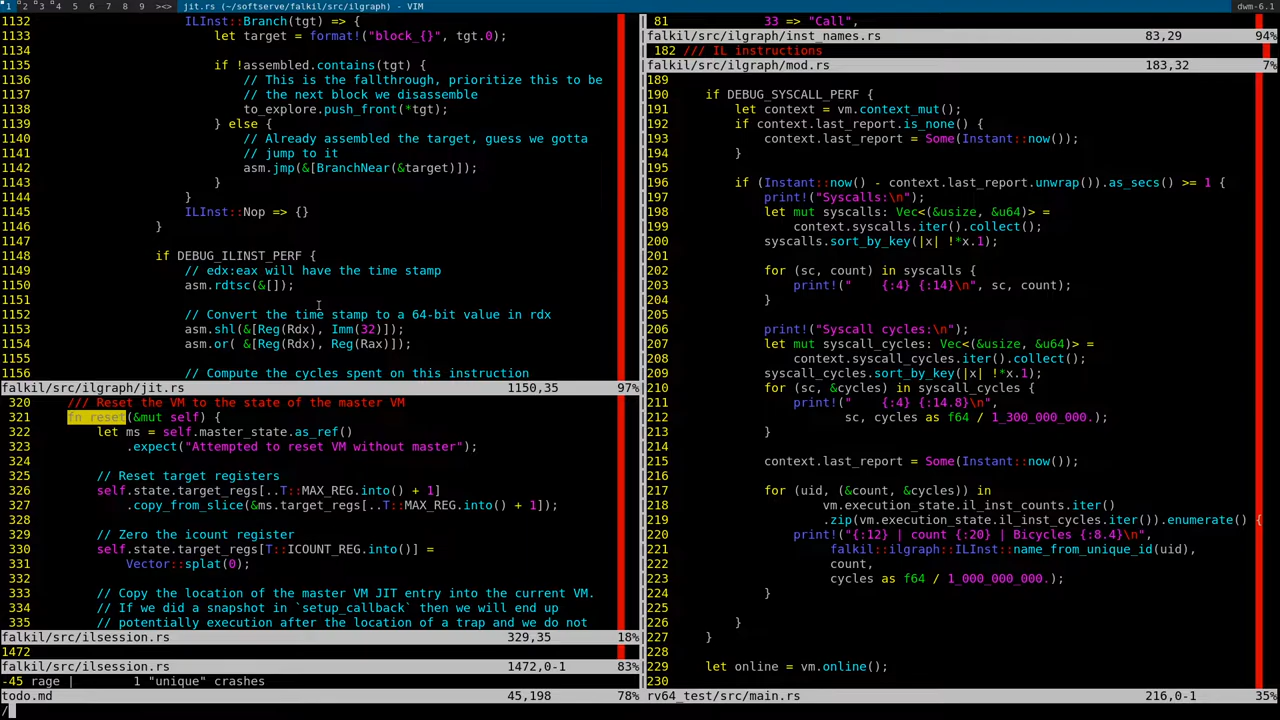 1 2 3 4 5 6 7 8 9 ><> jit.rs (~/softserve/falkil/src/ilgraph) - VIM dwm-6.1
1132 ILInst::Branch(tgt) => {
1133 let target = format!("block_{}", tgt.0);
1134
1135 if !assembled.contains(tgt) {
1136 // This is the fallthrough, prioritize this to be
1137 // the next block we disassemble
1138 to_explore.push_front(*tgt);
1139 } else {
1140 // Already assembled the target, guess we gotta
1141 // jump to it
1142 asm.jmp(&[BranchNear(&target)]);
1143 }
1144 }
1145 ILInst::Nop => {}
1146 }
1147
1148 if DEBUG_ILINST_PERF {
1149 // edx:eax will have the time stamp
1150 asm.rdtsc(&[]);
1151
1152 // Convert the time stamp to a 64-bit value in rdx
1153 asm.shl(&[Reg(Rdx), Imm(32)]);
1154 asm.or( &[Reg(Rdx), Reg(Rax)]);
1155
1156 // Compute the cycles spent on this instruction
falkil/src/ilgraph/jit.rs 1150,35 97%
320 /// Reset the VM to the state of the master VM
321 fn reset(&mut self) {
322 let ms = self.master_state.as_ref()
323 .expect("Attempted to reset VM without master");
324
325 // Reset target registers
326 self.state.target_regs[..T::MAX_REG.into() + 1]
327 .copy_from_slice(&ms.target_regs[..T::MAX_REG.into() + 1]);
328
329 // Zero the icount register
330 self.state.target_regs[T::ICOUNT_REG.into()] =
331 Vector::splat(0);
332
333 // Copy the location of the master VM JIT entry into the current VM.
334 // If we did a snapshot in `setup_callback` then we will end up
335 // potentially execution after the location of a trap and we do not
falkil/src/ilsession.rs 329,35 18%
1472
falkil/src/ilsession.rs 1472,0-1 83%
-45 rage | 1 "unique" crashes
todo.md 45,198 78%
/
81 33 => "Call",
falkil/src/ilgraph/inst_names.rs 83,29 94%
182 /// IL instructions
falkil/src/ilgraph/mod.rs 183,32 7%
189
190 if DEBUG_SYSCALL_PERF {
191 let context = vm.context_mut();
192 if context.last_report.is_none() {
193 context.last_report = Some(Instant::now());
194 }
195
196 if (Instant::now() - context.last_report.unwrap()).as_secs() >= 1 {
197 print!("Syscalls:\n");
198 let mut syscalls: Vec<(&usize, &u64)> =
199 context.syscalls.iter().collect();
200 syscalls.sort_by_key(|x| !*x.1);
201
202 for (sc, count) in syscalls {
203 print!(" {:4} {:14}\n", sc, count);
204 }
205
206 print!("Syscall cycles:\n");
207 let mut syscall_cycles: Vec<(&usize, &u64)> =
208 context.syscall_cycles.iter().collect();
209 syscall_cycles.sort_by_key(|x| !*x.1);
210 for (sc, &cycles) in syscall_cycles {
211 print!(" {:4} {:14.8}\n",
212 sc, cycles as f64 / 1_300_000_000.);
213 }
214
215 context.last_report = Some(Instant::now());
216
217 for (uid, (&count, &cycles)) in
218 vm.execution_state.il_inst_counts.iter()
219 .zip(vm.execution_state.il_inst_cycles.iter()).enumerate() {
220 print!("{:12} | count {:20} | Bicycles {:8.4}\n",
221 falkil::ilgraph::ILInst::name_from_unique_id(uid),
222 count,
223 cycles as f64 / 1_000_000_000.);
224 }
225
226 }
227 }
228
229 let online = vm.online();
230
rv64_test/src/main.rs 216,0-1 35%